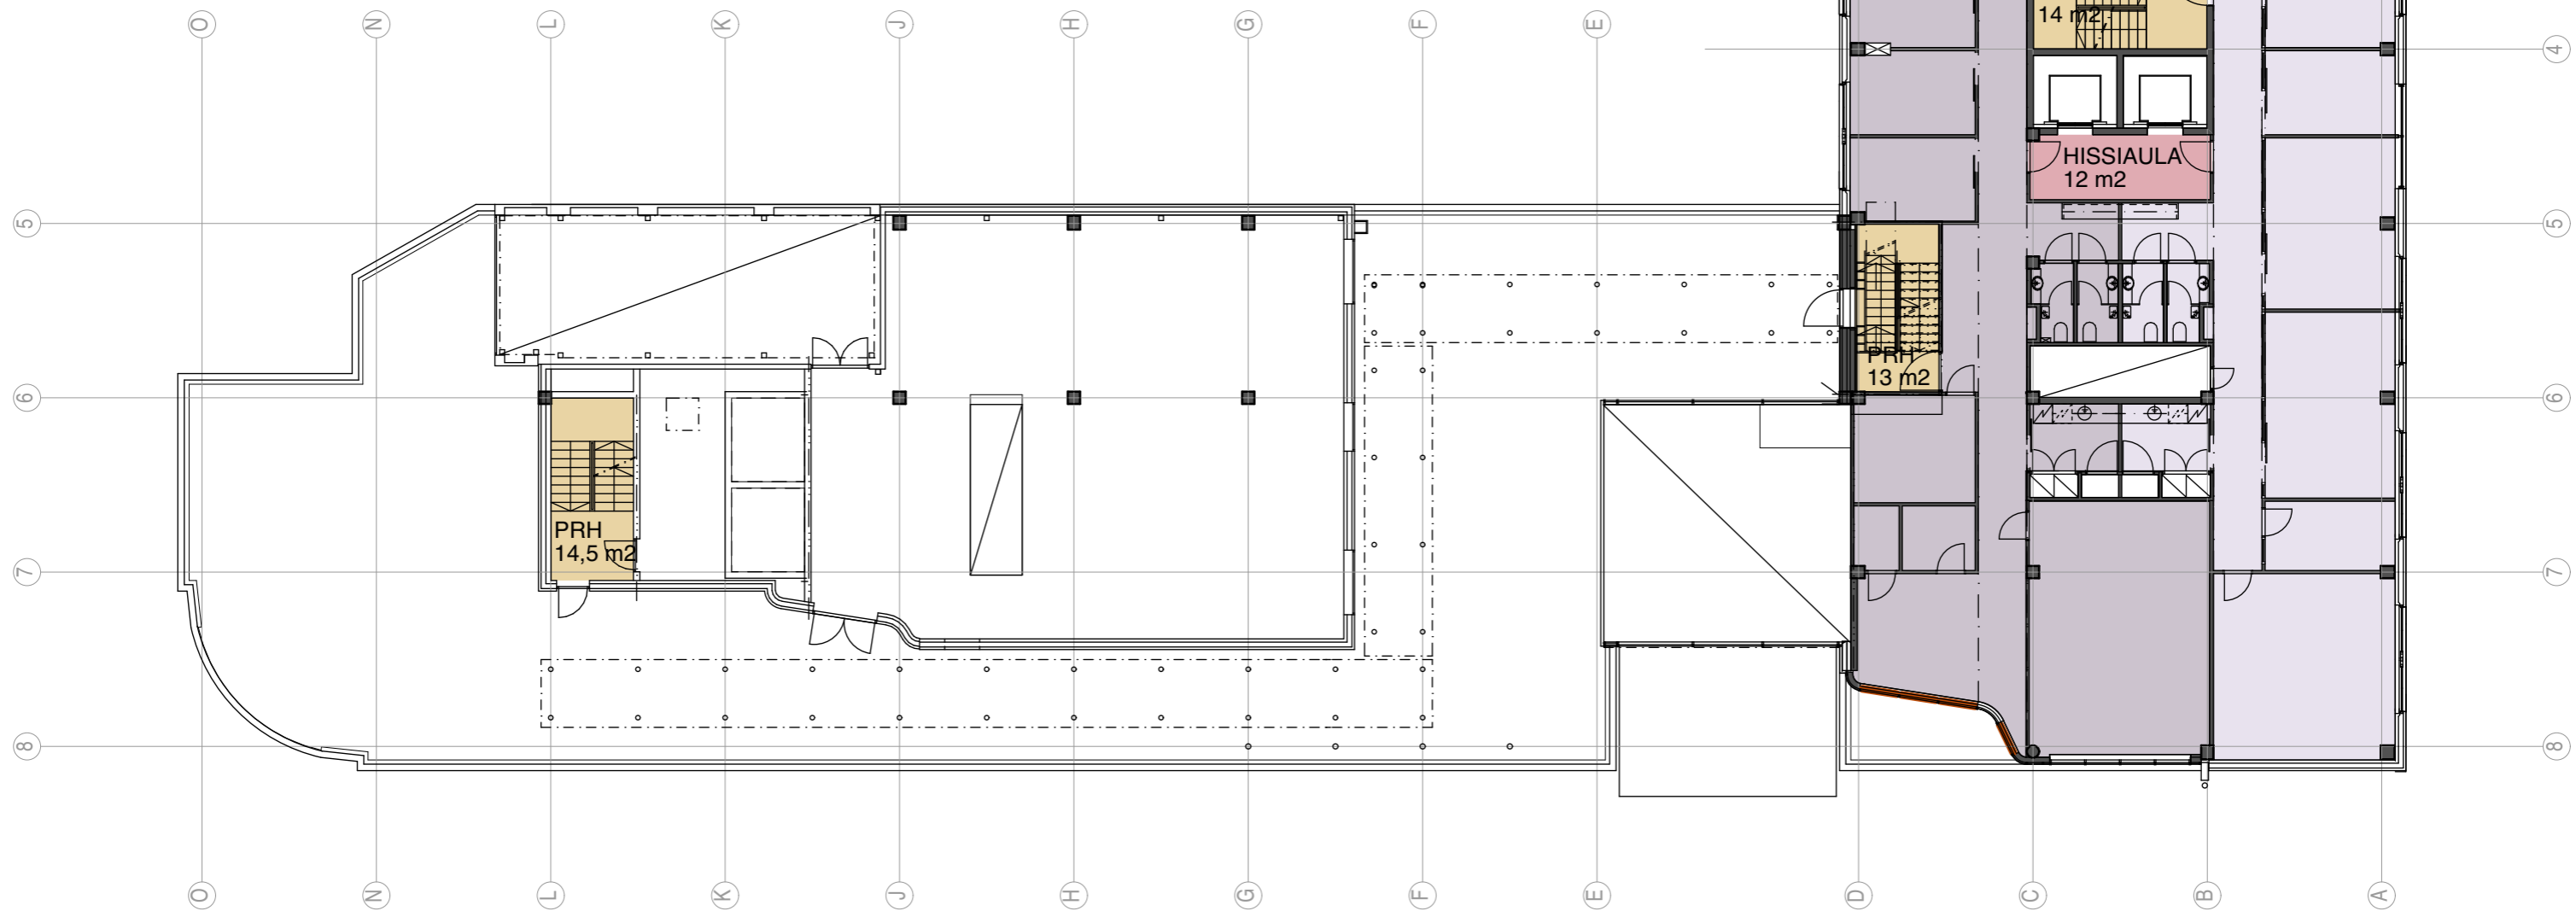 O N L K J H G F E
14 m2
4 4
HISSIAULA
12 m2
5 5
PRH
13 m2
6 6
PRH
14,5 m2
7 7
8 8
O N L K J H G F E D C B A